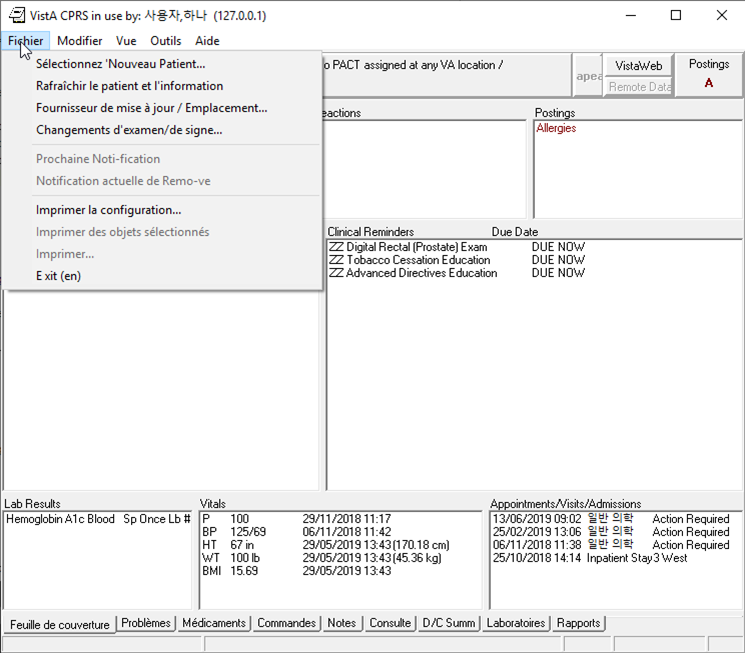 VistA CPRS in use by: 사용자,하나 (127.0.0.1)
Fichier Modifier Vue Outils Aide
Sélectionnez 'Nouveau Patient...
Rafraîchir le patient et l'information
Fournisseur de mise à jour / Emplacement...
Changements d'examen/de signe...
Prochaine Noti-fication
Notification actuelle de Remo-ve
Imprimer la configuration...
Imprimer des objets sélectionnés
Imprimer...
Exit (en)
o PACT assigned at any VA location /
VistaWeb
Remote Data
Postings
A
eactions
Postings
Allergies
Clinical Reminders Due Date
ZZ Digital Rectal (Prostate) Exam DUE NOW
ZZ Tobacco Cessation Education DUE NOW
ZZ Advanced Directives Education DUE NOW
Lab Results
Hemoglobin A1c Blood Sp Once Lb #
Vitals
P 100 29/11/2018 11:17
BP 125/69 06/11/2018 11:42
HT 67 in 29/05/2019 13:43 (170.18 cm)
WT 100 lb 29/05/2019 13:43 (45.36 kg)
BMI 15.69 29/05/2019 13:43
Appointments/Visits/Admissions
13/06/2019 09:02 일반 의학 Action Required
25/02/2019 13:06 일반 의학 Action Required
06/11/2018 11:38 일반 의학 Action Required
25/10/2018 14:14 Inpatient Stay 3 West
Feuille de couverture Problèmes Médicaments Commandes Notes Consulte D/C Summ Laboratoires Rapports